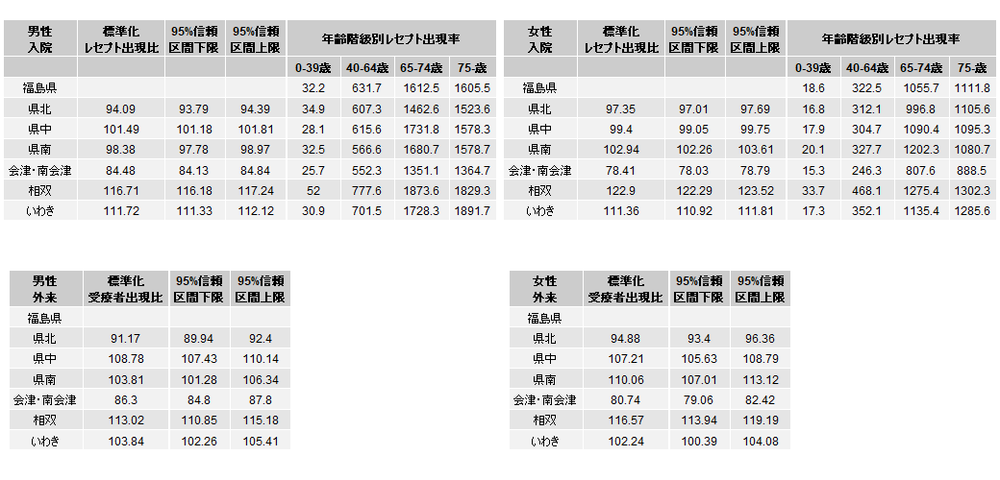 男性 標準化 95%信頼 95%信頼 年齢階級別レセプト出現率
入院 レセプト出現比 区間下限 区間上限
0-39歳 40-64歳 65-74歳 75-歳
福島県 32.2 631.7 1612.5 1605.5
県北 94.09 93.79 94.39 34.9 607.3 1462.6 1523.6
県中 101.49 101.18 101.81 28.1 615.6 1731.8 1578.3
県南 98.38 97.78 98.97 32.5 566.6 1680.7 1578.7
会津・南会津 84.48 84.13 84.84 25.7 552.3 1351.1 1364.7
相双 116.71 116.18 117.24 52 777.6 1873.6 1829.3
いわき 111.72 111.33 112.12 30.9 701.5 1728.3 1891.7
女性 標準化 95%信頼 95%信頼 年齢階級別レセプト出現率
入院 レセプト出現比 区間下限 区間上限
0-39歳 40-64歳 65-74歳 75-歳
福島県 18.6 322.5 1055.7 1111.8
県北 97.35 97.01 97.69 16.8 312.1 996.8 1105.6
県中 99.4 99.05 99.75 17.9 304.7 1090.4 1095.3
県南 102.94 102.26 103.61 20.1 327.7 1202.3 1080.7
会津・南会津 78.41 78.03 78.79 15.3 246.3 807.6 888.5
相双 122.9 122.29 123.52 33.7 468.1 1275.4 1302.3
いわき 111.36 110.92 111.81 17.3 352.1 1135.4 1285.6
男性 標準化 95%信頼 95%信頼
外来 受療者出現比 区間下限 区間上限
福島県
県北 91.17 89.94 92.4
県中 108.78 107.43 110.14
県南 103.81 101.28 106.34
会津・南会津 86.3 84.8 87.8
相双 113.02 110.85 115.18
いわき 103.84 102.26 105.41
女性 標準化 95%信頼 95%信頼
外来 受療者出現比 区間下限 区間上限
福島県
県北 94.88 93.4 96.36
県中 107.21 105.63 108.79
県南 110.06 107.01 113.12
会津・南会津 80.74 79.06 82.42
相双 116.57 113.94 119.19
いわき 102.24 100.39 104.08